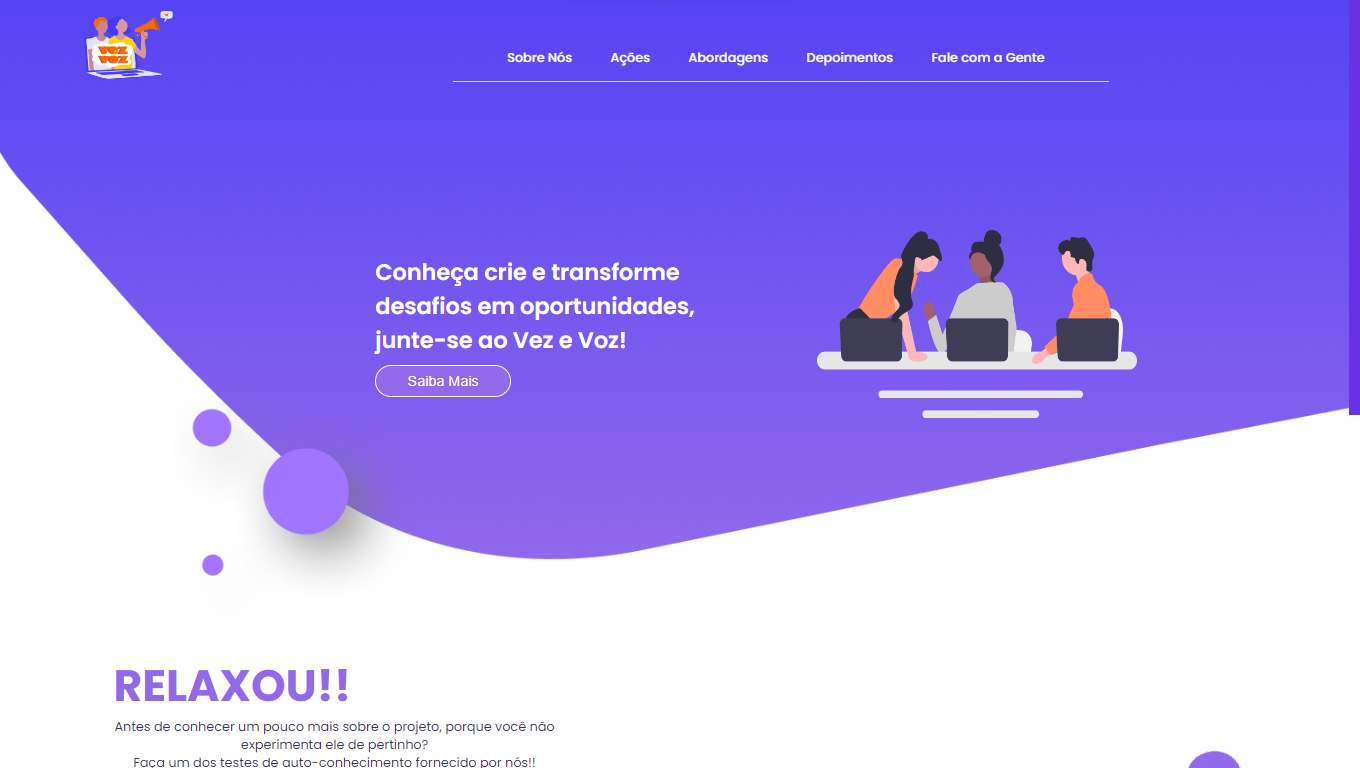 VEZ
VOZ
Sobre Nós
Ações
Abordagens
Depoimentos
Fale com a Gente
Conheça crie e transforme
desafios em oportunidades,
junte-se ao Vez e Voz!
Saiba Mais
RELAXOU!!
Antes de conhecer um pouco mais sobre o projeto, porque você não
experimenta ele de pertinho?
Faça um dos testes de auto-conhecimento fornecido por nós!!